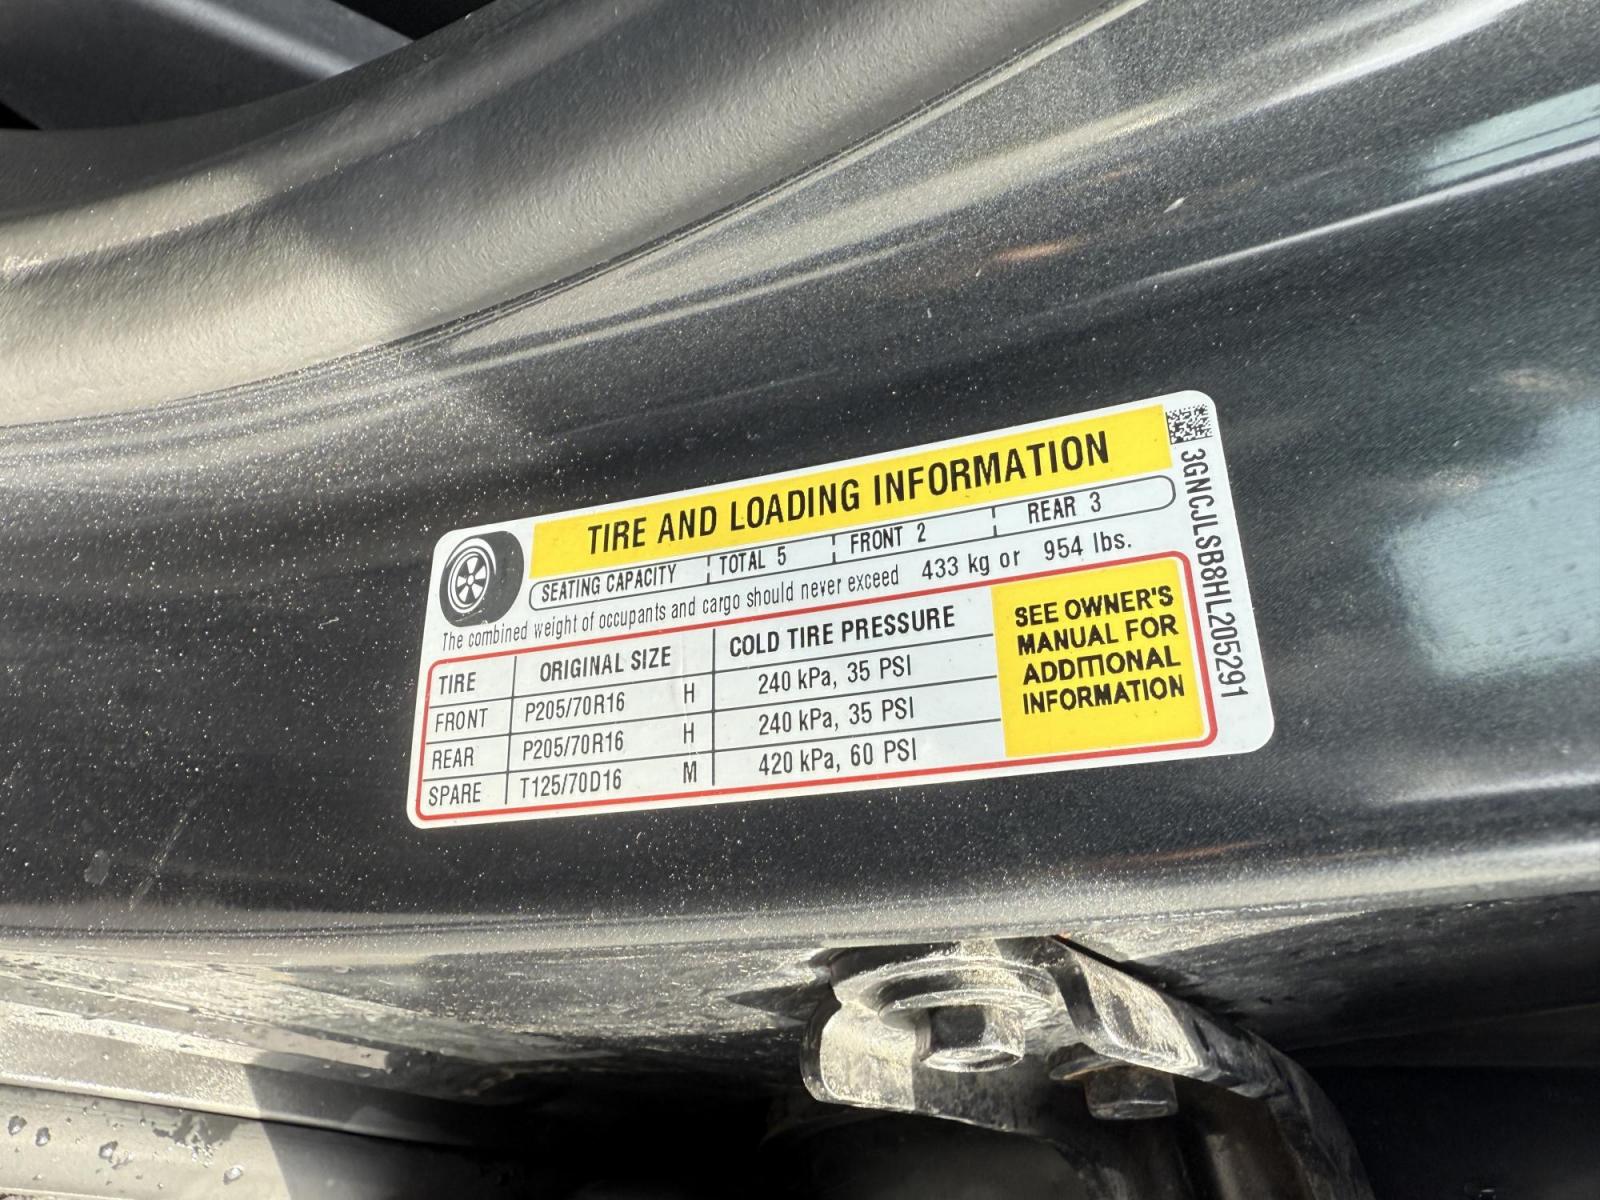 TIRE AND LOADING INFORMATION
SEATING CAPACITY TOTAL 5 FRONT 2 REAR 3
The combined weight of occupants and cargo should never exceed 433 kg or 954 lbs.
TIRE ORIGINAL SIZE COLD TIRE PRESSURE
FRONT P205/70R16 H 240 kPa, 35 PSI
REAR P205/70R16 H 240 kPa, 35 PSI
SPARE T125/70D16 M 420 kPa, 60 PSI
SEE OWNER'S
MANUAL FOR
ADDITIONAL
INFORMATION
3GNCJLSB8HL205291